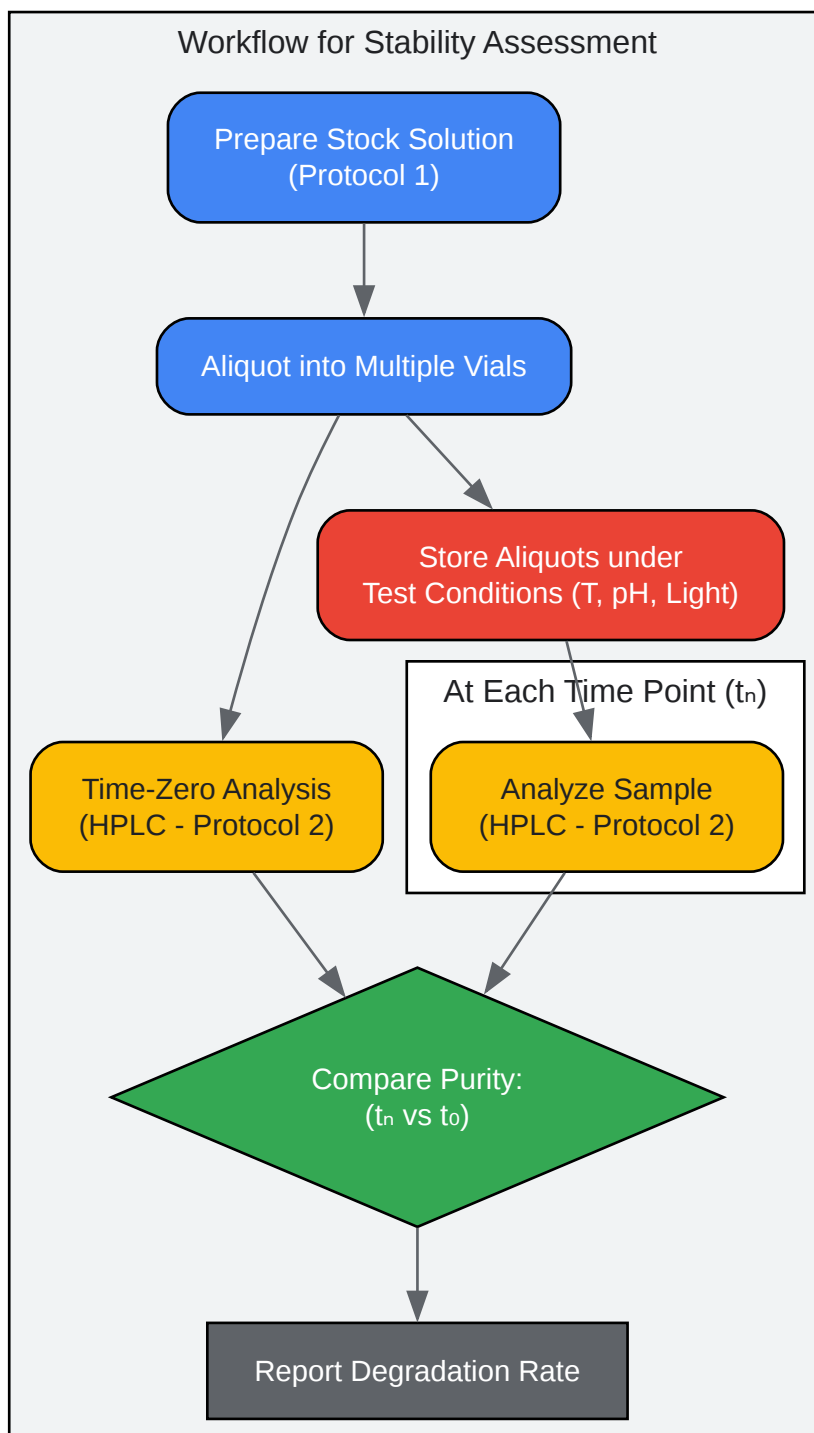 Workflow for Stability Assessment
Prepare Stock Solution
(Protocol 1)
Aliquot into Multiple Vials
Store Aliquots under
Test Conditions (T, pH, Light)
At Each Time Point (tₙ)
Time-Zero Analysis
(HPLC - Protocol 2)
Analyze Sample
(HPLC - Protocol 2)
Compare Purity:
(tₙ vs t₀)
Report Degradation Rate